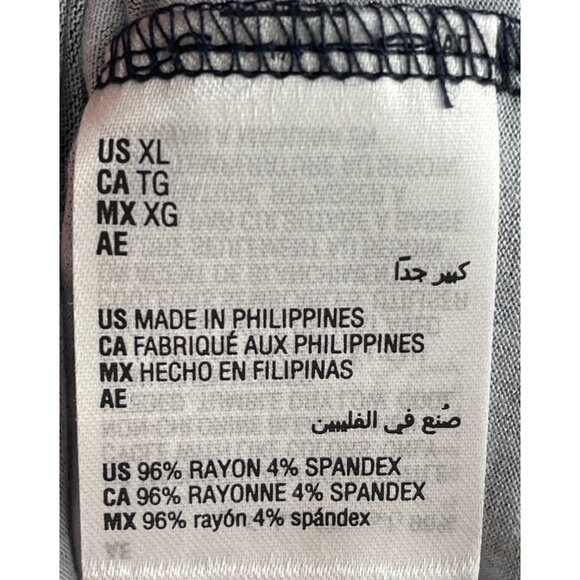 US XL
CA TG
MX XG
AE
كبير جدًا
US MADE IN PHILIPPINES
CA FABRIQUÉ AUX PHILIPPINES
MX HECHO EN FILIPINAS
AE
صُنع في الفلبين
US 96% RAYON 4% SPANDEX
CA 96% RAYONNE 4% SPANDEX
MX 96% rayón 4% spándex